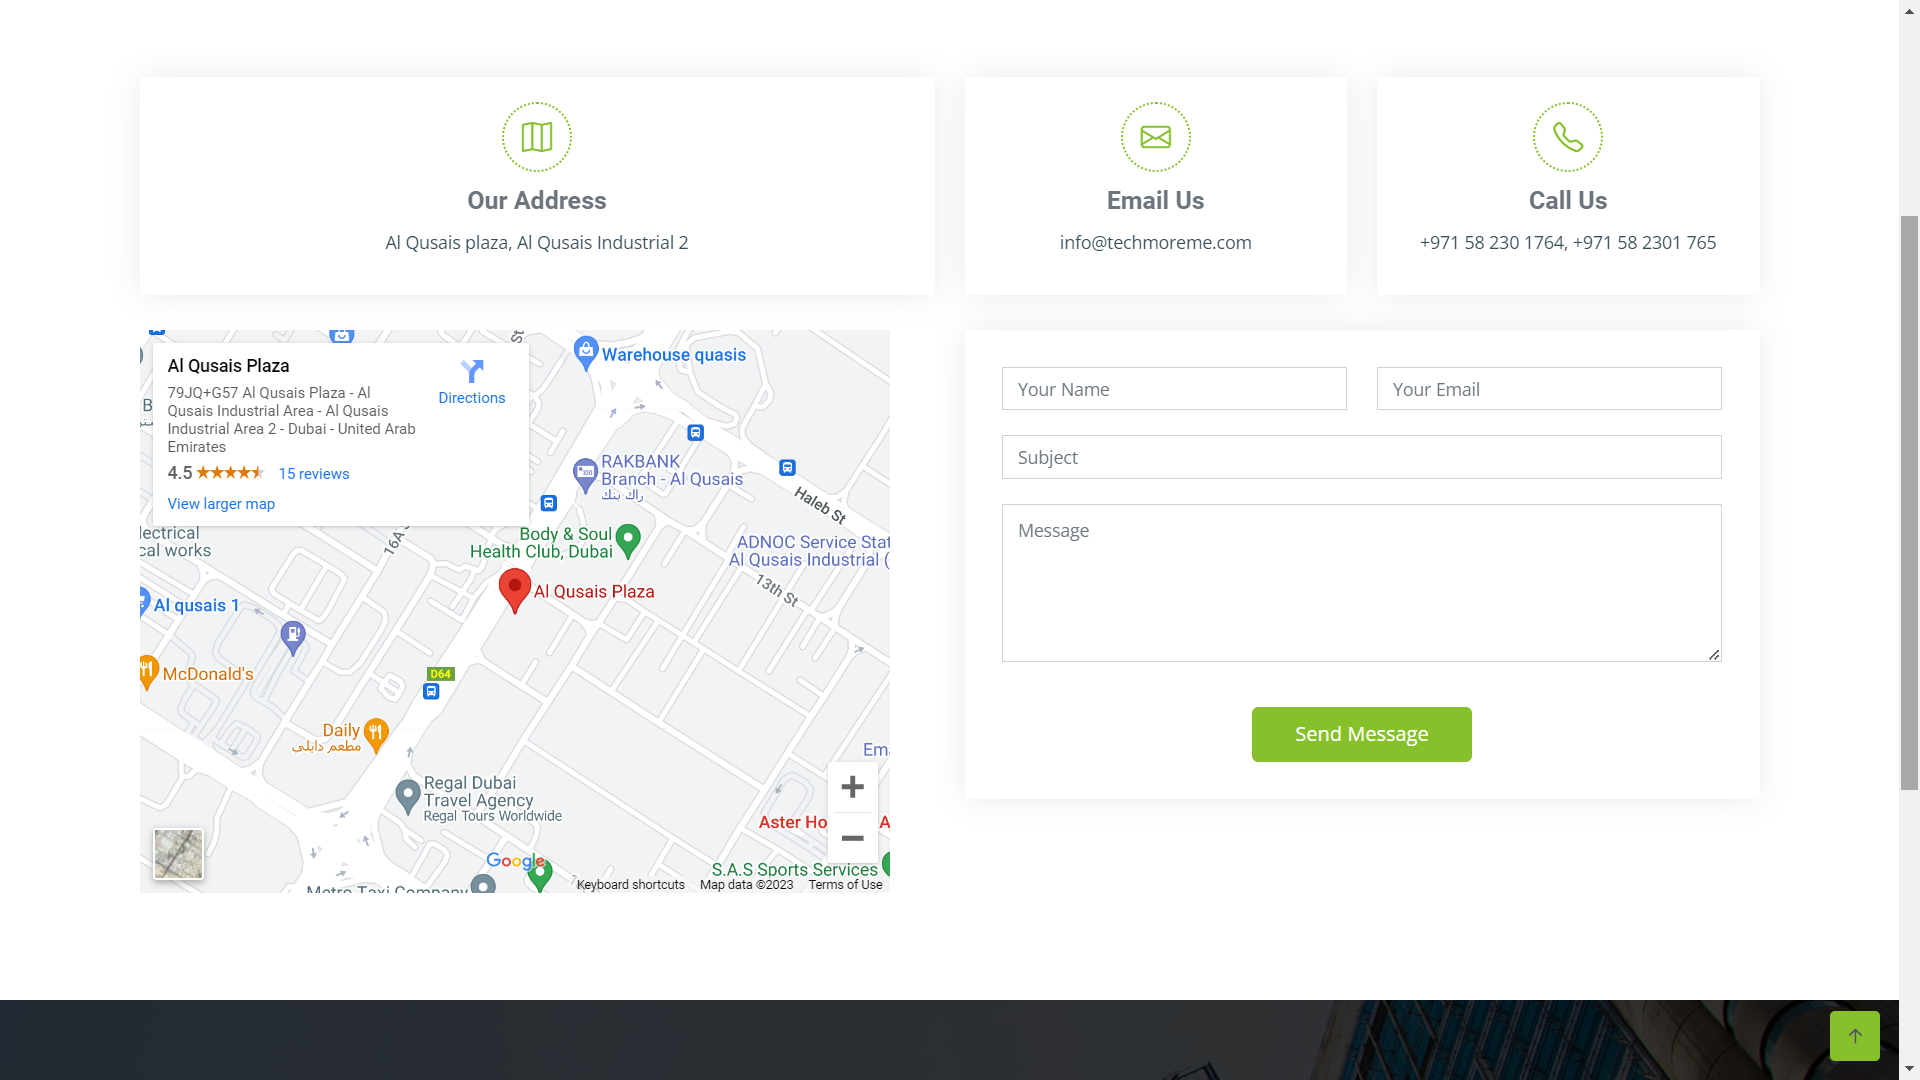 Our Address
Al Qusais plaza, Al Qusais Industrial 2
Email Us
info@techmoreme.com
Call Us
+971 58 230 1764, +971 58 2301 765
Al Qusais Plaza
79JQ+G57 Al Qusais Plaza - Al
Qusais Industrial Area - Al Qusais
Industrial Area 2 - Dubai - United Arab
Emirates
Directions
4.5
15 reviews
View larger map
St
Warehouse quasis
RAKBANK
Branch - Al Qusais
راك بنك
Haleb St
lectrical
cal works
16A
Body & Soul
Health Club, Dubai
ADNOC Service Stat
Al Qusais Industrial (
13th St
Al Qusais Plaza
Al qusais 1
McDonald's
D64
Daily
مطعم دايلي
Ema
Regal Dubai
Travel Agency
Regal Tours Worldwide
Aster Ho
A
Google
S.A.S Sports Services
Metro Taxi Company
Keyboard shortcuts
Map data ©2023
Terms of Use
Your Name
Your Email
Subject
Message
Send Message